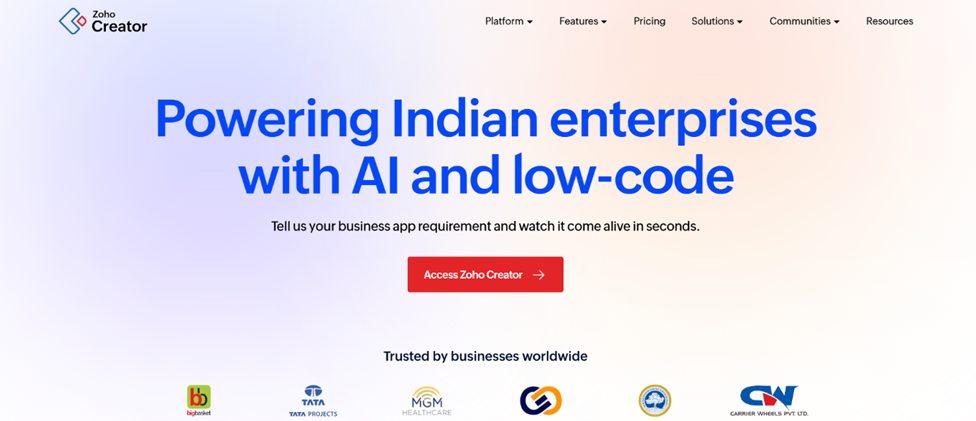 Zoho
Creator
Platform
Features
Pricing
Solutions
Communities
Resources
Powering Indian enterprises
with AI and low-code
Tell us your business app requirement and watch it come alive in seconds.
Access Zoho Creator
Trusted by businesses worldwide
bb
bigbasket
TATA
TATA PROJECTS
MGM
HEALTHCARE
CW
CARRIER WHEELS PVT. LTD.